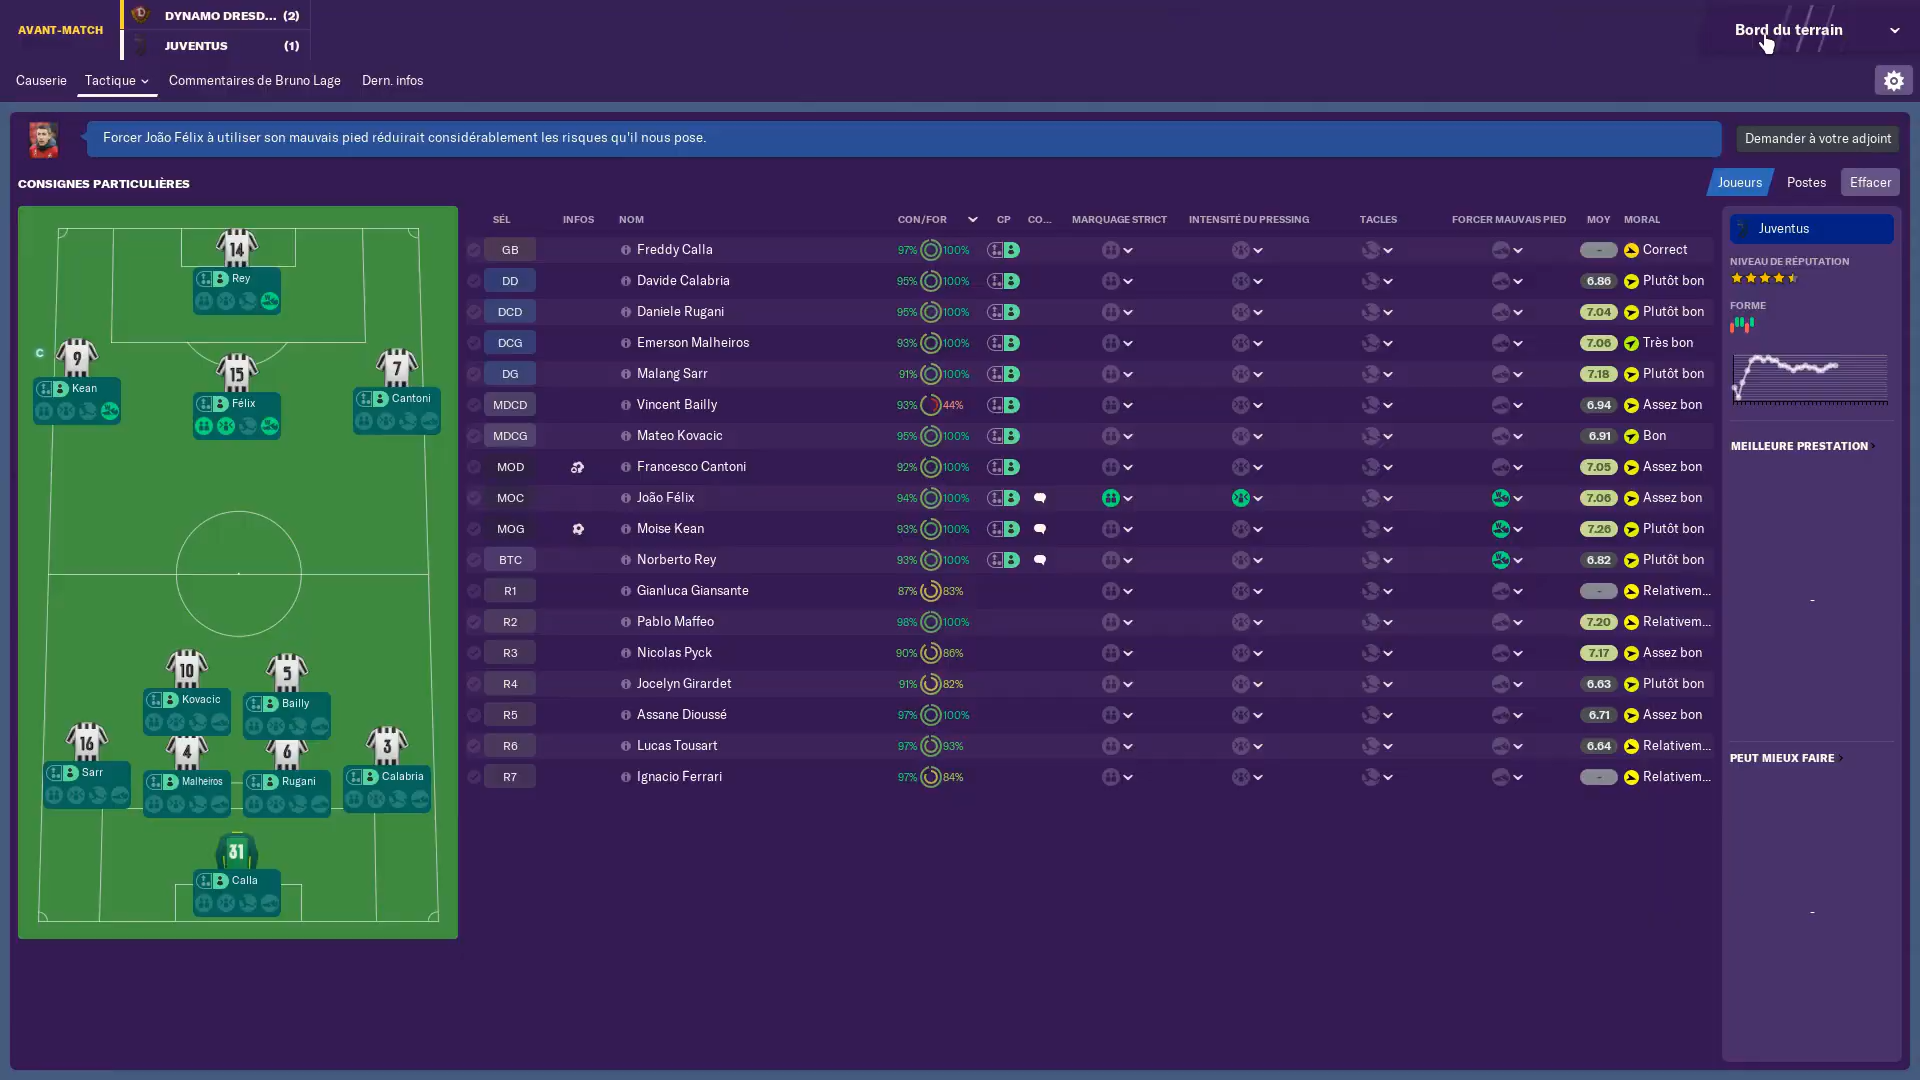 AVANT-MATCH
DYNAMO DRESD... (2)
JUVENTUS (1)
Bord du terrain
Causerie Tactique Commentaires de Bruno Lage Dern. infos
Forcer João Félix à utiliser son mauvais pied réduirait considérablement les risques qu'il nous pose.
Demander à votre adjoint
CONSIGNES PARTICULIÈRES
Joueurs Postes Effacer
14
Rey
C
9
Kean
15
Félix
7
Cantoni
10
Kovacic
5
Bailly
16
Sarr
4
Malheiros
6
Rugani
3
Calabria
31
Calla
SÉL INFOS NOM CON/FOR CP CO... MARQUAGE STRICT INTENSITÉ DU PRESSING TACLES FORCER MAUVAIS PIED MOY MORAL
GB Freddy Calla 97% 100% - Correct
DD Davide Calabria 95% 100% 6.86 Plutôt bon
DCD Daniele Rugani 95% 100% 7.04 Plutôt bon
DCG Emerson Malheiros 93% 100% 7.06 Très bon
DG Malang Sarr 91% 100% 7.18 Plutôt bon
MDCD Vincent Bailly 93% 44% 6.94 Assez bon
MDCG Mateo Kovacic 95% 100% 6.91 Bon
MOD Francesco Cantoni 92% 100% 7.05 Assez bon
MOC João Félix 94% 100% 7.06 Assez bon
MOG Moise Kean 93% 100% 7.26 Plutôt bon
BTC Norberto Rey 93% 100% 6.82 Plutôt bon
R1 Gianluca Giansante 87% 83% - Relativem...
R2 Pablo Maffeo 98% 100% 7.20 Relativem...
R3 Nicolas Pyck 90% 86% 7.17 Assez bon
R4 Jocelyn Girardet 91% 82% 6.63 Plutôt bon
R5 Assane Dioussé 97% 100% 6.71 Assez bon
R6 Lucas Tousart 97% 93% 6.64 Relativem...
R7 Ignacio Ferrari 97% 84% - Relativem...
Juventus
NIVEAU DE RÉPUTATION
FORME
MEILLEURE PRESTATION
-
PEUT MIEUX FAIRE
-